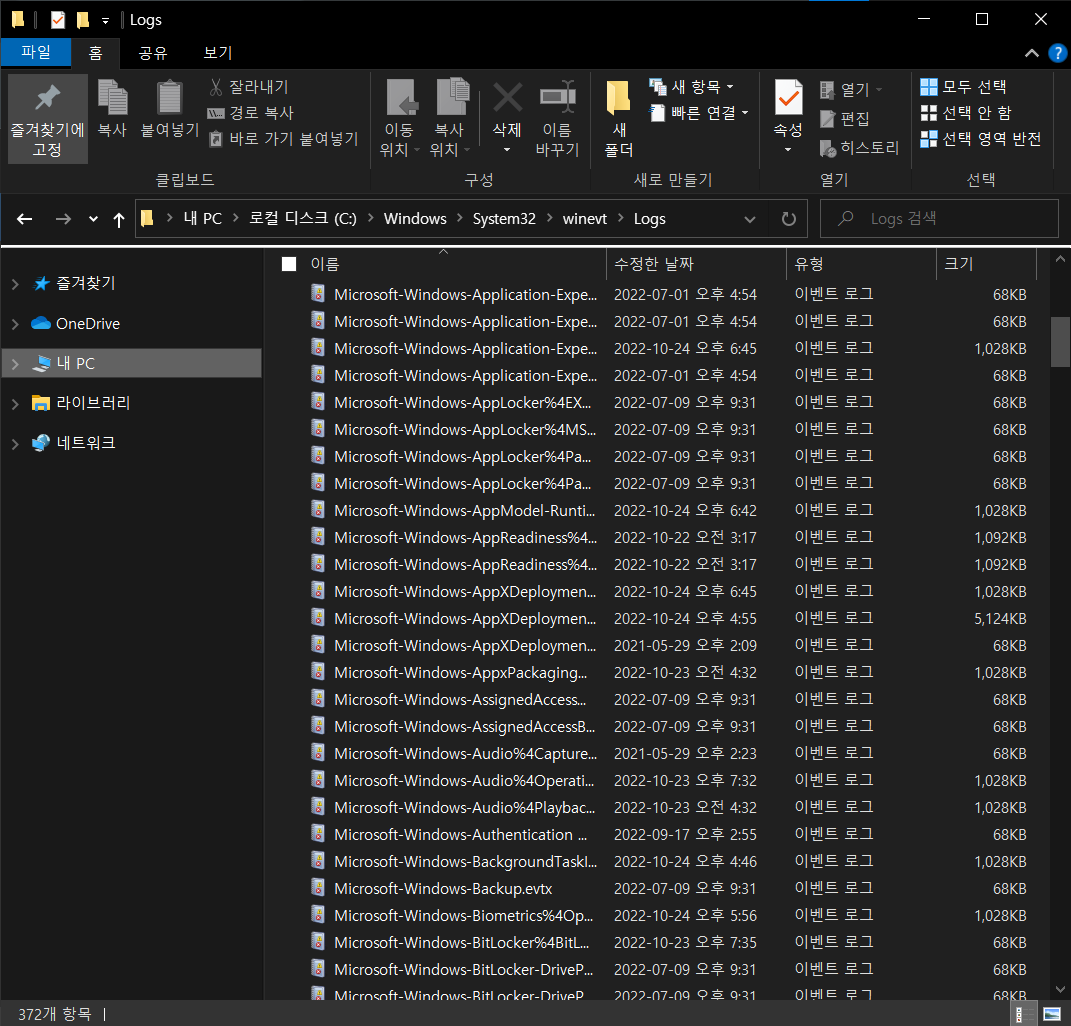 Logs
파일 홈 공유 보기
즐겨찾기에 고정
복사
붙여넣기
잘라내기
경로 복사
바로 가기 붙여넣기
클립보드
이동 위치
복사 위치
삭제
이름 바꾸기
구성
새 폴더
새 항목
빠른 연결
새로 만들기
속성
열기
편집
히스토리
열기
모두 선택
선택 안 함
선택 영역 반전
선택
내 PC > 로컬 디스크 (C:) > Windows > System32 > winevt > Logs
Logs 검색
즐겨찾기
OneDrive
내 PC
라이브러리
네트워크
이름 수정한 날짜 유형 크기
Microsoft-Windows-Application-Expe... 2022-07-01 오후 4:54 이벤트 로그 68KB
Microsoft-Windows-Application-Expe... 2022-07-01 오후 4:54 이벤트 로그 68KB
Microsoft-Windows-Application-Expe... 2022-10-24 오후 6:45 이벤트 로그 1,028KB
Microsoft-Windows-Application-Expe... 2022-07-01 오후 4:54 이벤트 로그 68KB
Microsoft-Windows-AppLocker%4EX... 2022-07-09 오후 9:31 이벤트 로그 68KB
Microsoft-Windows-AppLocker%4MS... 2022-07-09 오후 9:31 이벤트 로그 68KB
Microsoft-Windows-AppLocker%4Pa... 2022-07-09 오후 9:31 이벤트 로그 68KB
Microsoft-Windows-AppLocker%4Pa... 2022-07-09 오후 9:31 이벤트 로그 68KB
Microsoft-Windows-AppModel-Runti... 2022-10-24 오후 6:42 이벤트 로그 1,028KB
Microsoft-Windows-AppReadiness%4... 2022-10-22 오전 3:17 이벤트 로그 1,092KB
Microsoft-Windows-AppReadiness%4... 2022-10-22 오전 3:17 이벤트 로그 1,092KB
Microsoft-Windows-AppXDeploymen... 2022-10-24 오후 6:45 이벤트 로그 1,028KB
Microsoft-Windows-AppXDeploymen... 2022-10-24 오후 4:55 이벤트 로그 5,124KB
Microsoft-Windows-AppXDeploymen... 2021-05-29 오후 2:09 이벤트 로그 68KB
Microsoft-Windows-AppxPackaging... 2022-10-23 오전 4:32 이벤트 로그 1,028KB
Microsoft-Windows-AssignedAccess... 2022-07-09 오후 9:31 이벤트 로그 68KB
Microsoft-Windows-AssignedAccessB... 2022-07-09 오후 9:31 이벤트 로그 68KB
Microsoft-Windows-Audio%4Capture... 2021-05-29 오후 2:23 이벤트 로그 68KB
Microsoft-Windows-Audio%4Operati... 2022-10-23 오후 7:32 이벤트 로그 1,028KB
Microsoft-Windows-Audio%4Playbac... 2022-10-23 오전 4:32 이벤트 로그 1,028KB
Microsoft-Windows-Authentication ... 2022-09-17 오후 2:55 이벤트 로그 68KB
Microsoft-Windows-BackgroundTaskI... 2022-10-24 오후 4:46 이벤트 로그 1,028KB
Microsoft-Windows-Backup.evtx 2022-07-09 오후 9:31 이벤트 로그 68KB
Microsoft-Windows-Biometrics%4Op... 2022-10-24 오후 5:56 이벤트 로그 1,028KB
Microsoft-Windows-BitLocker%4BitL... 2022-10-23 오후 7:35 이벤트 로그 68KB
Microsoft-Windows-BitLocker-DriveP... 2022-07-09 오후 9:31 이벤트 로그 68KB
Microsoft-Windows-BitLocker-DriveP... 2022-07-09 오후 9:31 이벤트 로그 68KB
372개 항목